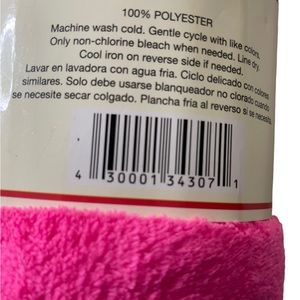 100% POLYESTER
Machine wash cold. Gentle cycle with like colors.
Only non-chlorine bleach when needed. Line dry.
Cool iron on reverse side if needed.
Lavar en lavadora con agua fria. Ciclo delicado con colores
similares. Solo debe usarse blanqueador no clorado cuando
se necesite secar colgado. Plancha fria al reverso si se necesita.
4 30001 34307 1